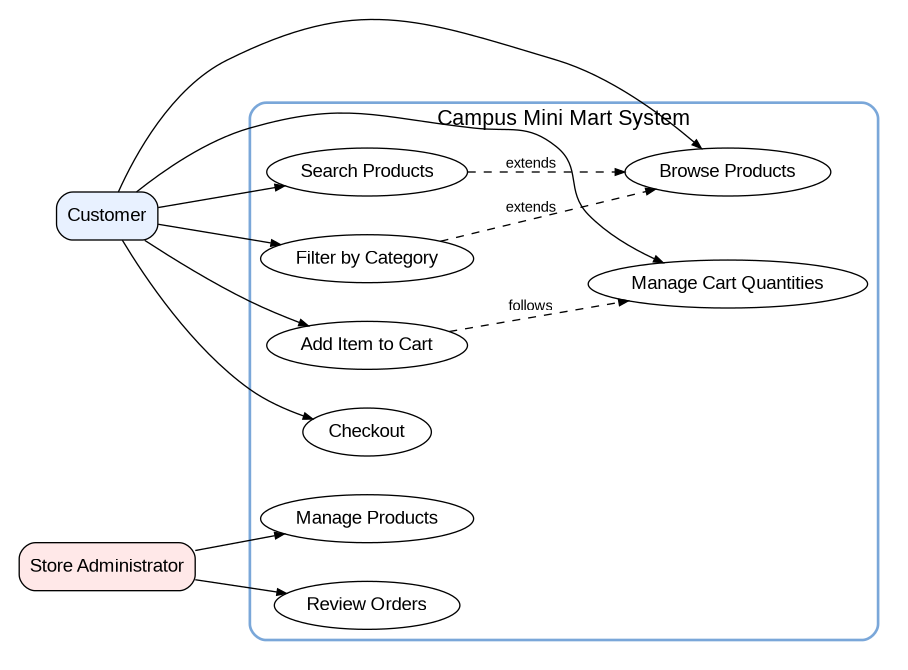 Campus Mini Mart System
Search Products
extends
Browse Products
Customer
extends
Filter by Category
Manage Cart Quantities
follows
Add Item to Cart
Checkout
Manage Products
Store Administrator
Review Orders